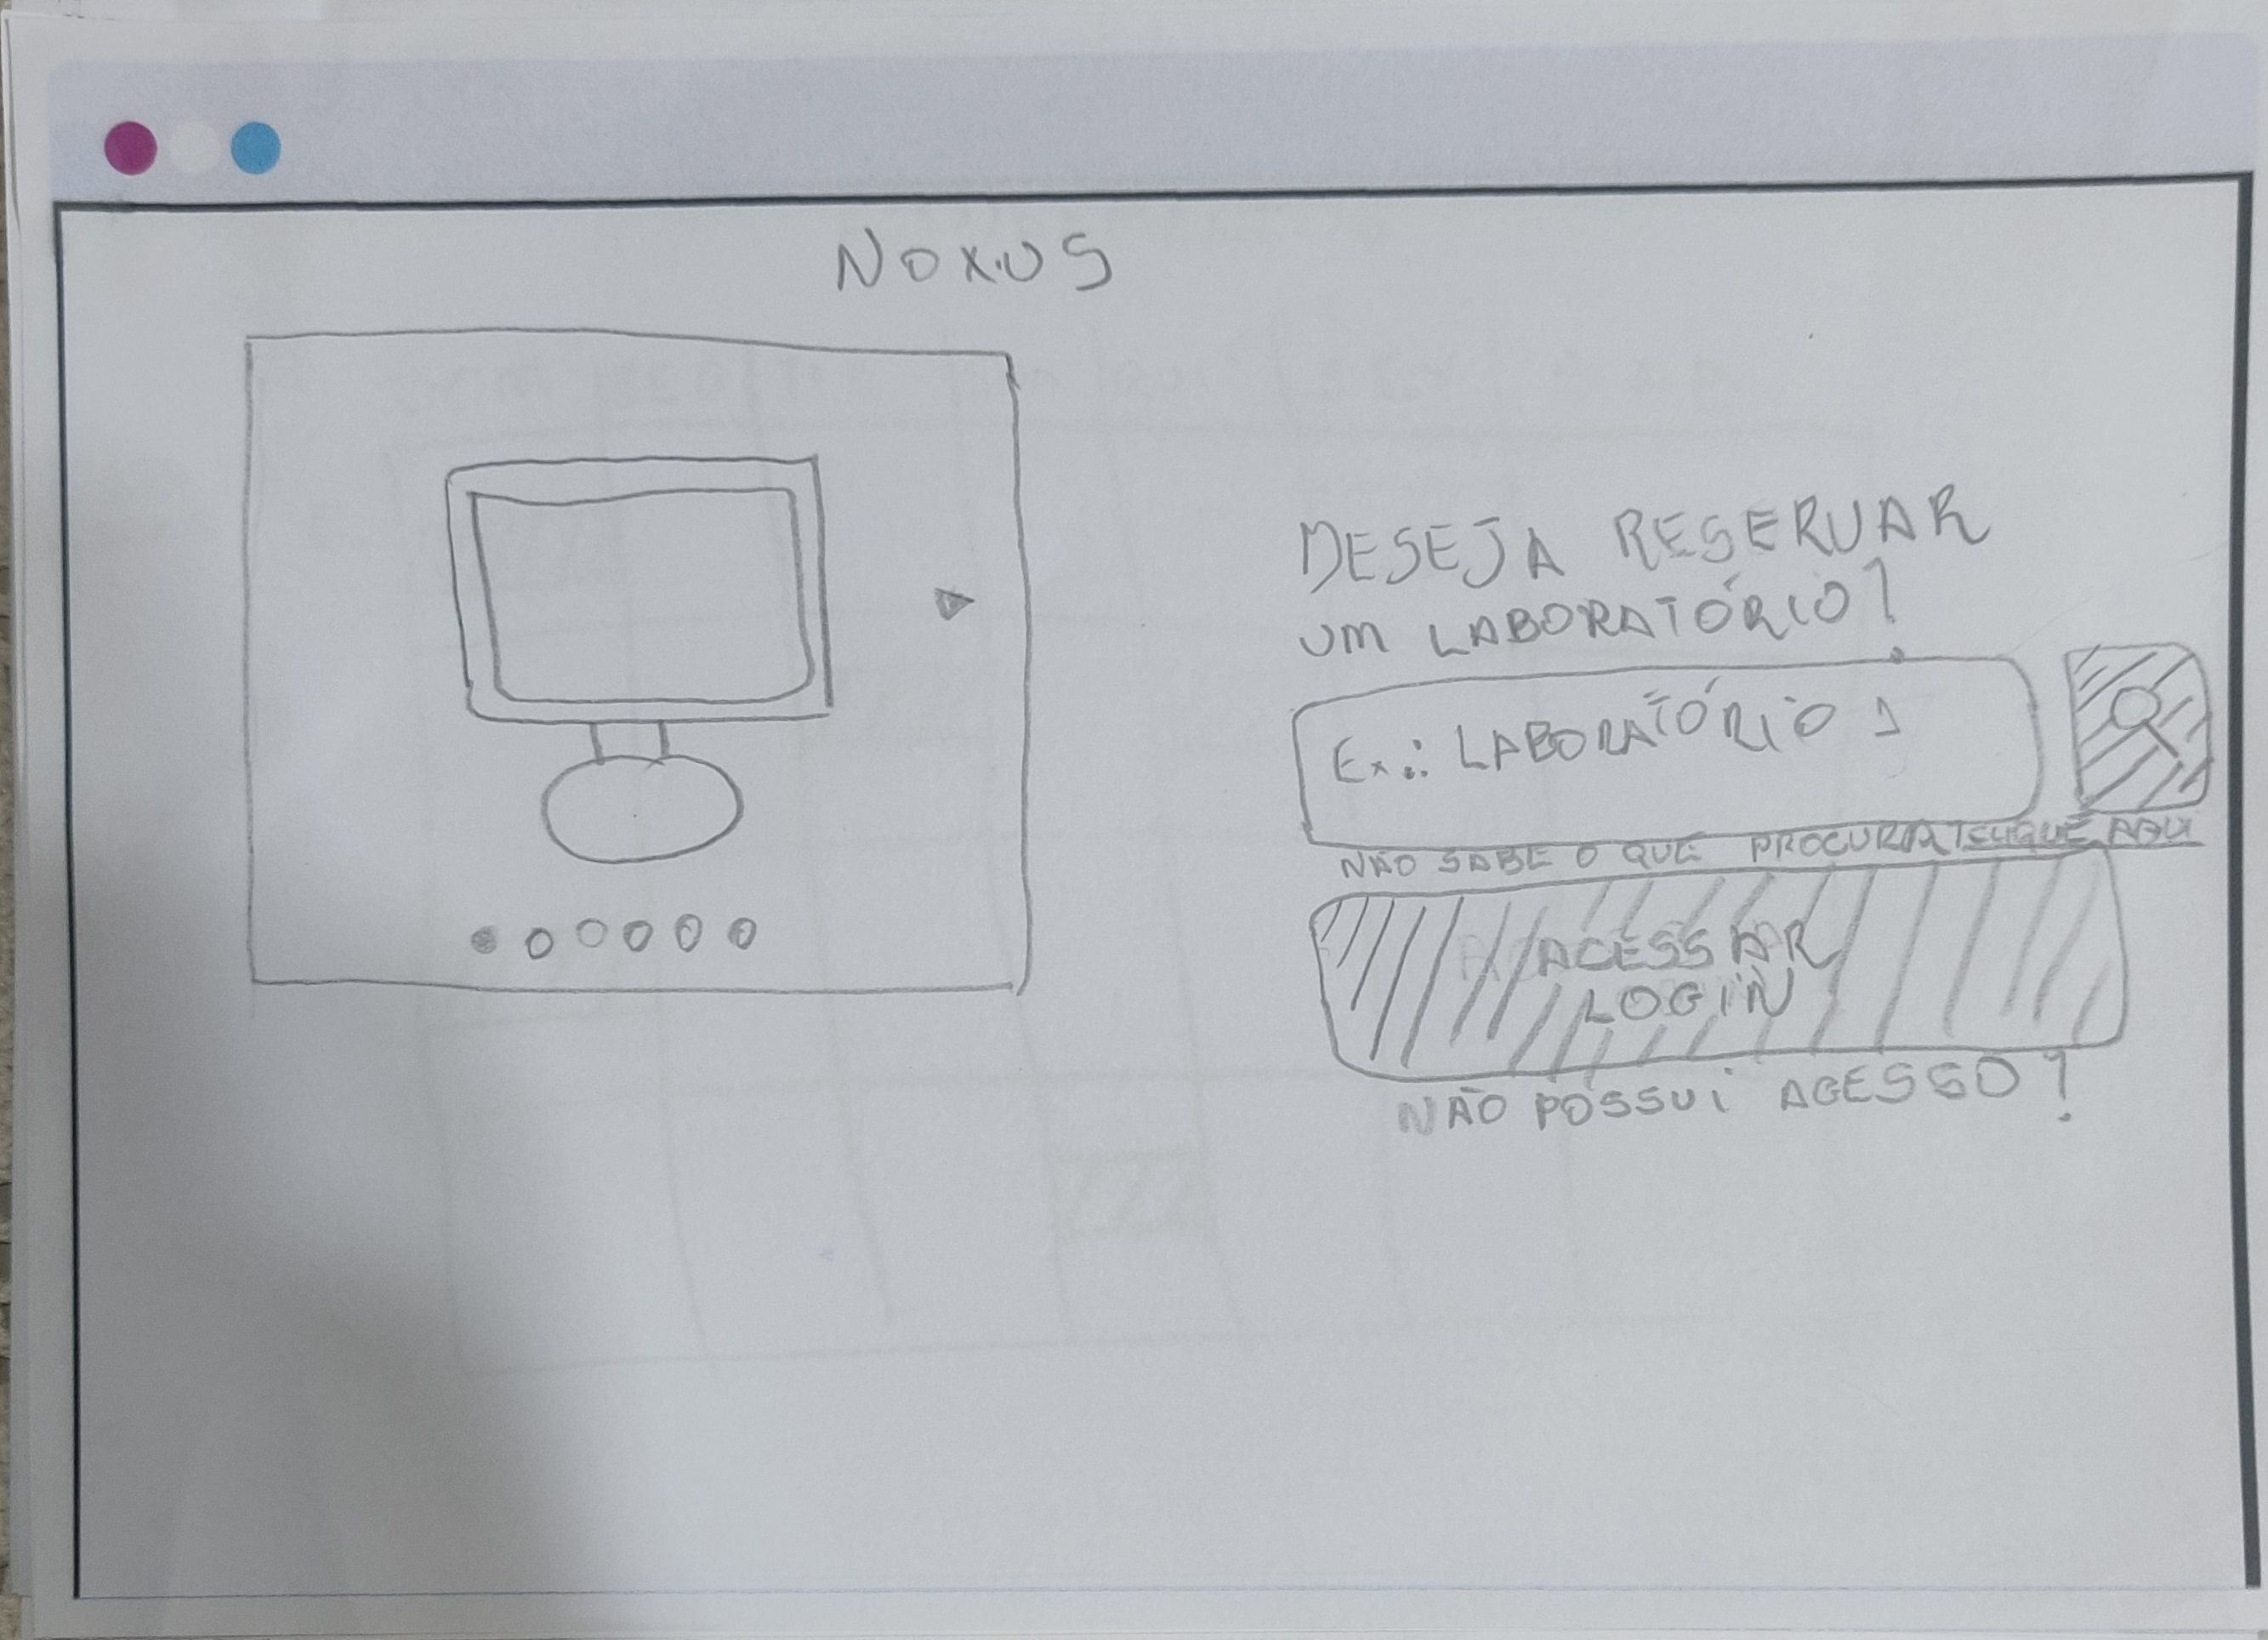 NOXUS
DESEJA RESERVAR
UM LABORATÓRIO?
Ex.: LABORATÓRIO 1
NÃO SABE O QUE PROCURA? CLIQUE AQUI
ACESSAR
LOGIN
NÃO POSSUI ACESSO?